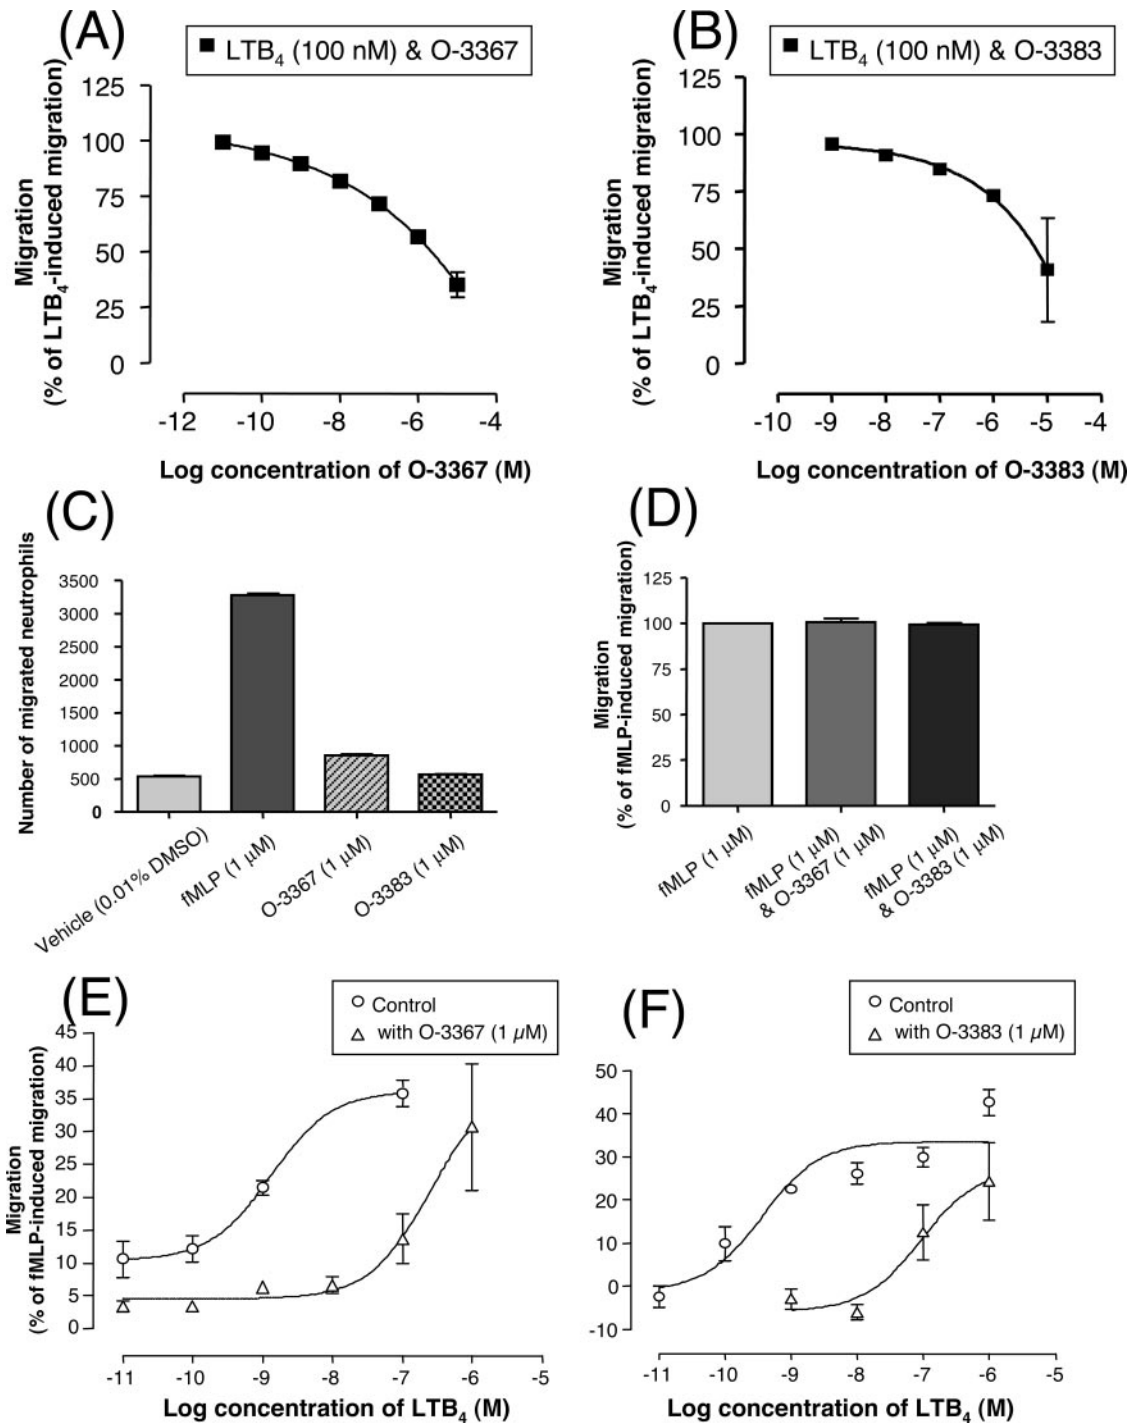 (A)
LTB4 (100 nM) & O-3367
Migration
(% of LTB4-induced migration)
125
100
75
50
25
0
-12 -10 -8 -6 -4
Log concentration of O-3367 (M)
(B)
LTB4 (100 nM) & O-3383
Migration
(% of LTB4-induced migration)
125
100
75
50
25
0
-10 -9 -8 -7 -6 -5 -4
Log concentration of O-3383 (M)
(C)
Number of migrated neutrophils
3500
3000
2500
2000
1500
1000
500
0
Vehicle (0.01% DMSO)
fMLP (1 µM)
O-3367 (1 µM)
O-3383 (1 µM)
(D)
Migration
(% of fMLP-induced migration)
125
100
75
50
25
0
fMLP (1 µM)
fMLP (1 µM)
& O-3367 (1 µM)
fMLP (1 µM)
& O-3383 (1 µM)
(E)
Control
with O-3367 (1 µM)
Migration
(% of fMLP-induced migration)
45
40
35
30
25
20
15
10
5
0
-11 -10 -9 -8 -7 -6 -5
Log concentration of LTB4 (M)
(F)
Control
with O-3383 (1 µM)
50
40
30
20
10
0
-10
-11 -10 -9 -8 -7 -6 -5
Log concentration of LTB4 (M)